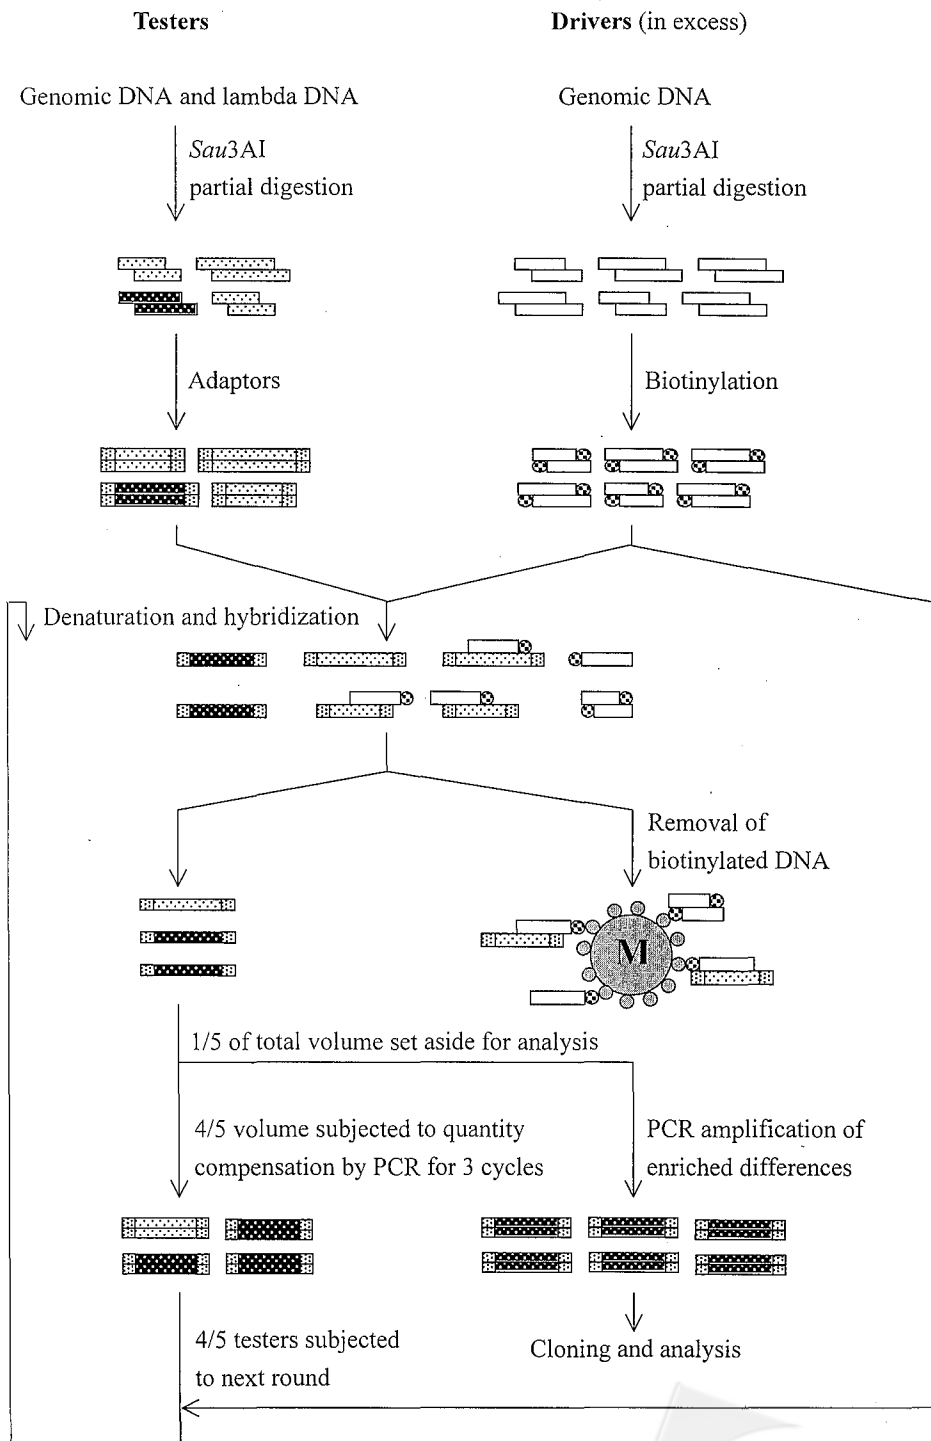 Testers
Drivers (in excess)
Genomic DNA and lambda DNA
Genomic DNA
Sau3AI
partial digestion
Sau3AI
partial digestion
Adaptors
Biotinylation
Denaturation and hybridization
Removal of
biotinylated DNA
M
1/5 of total volume set aside for analysis
4/5 volume subjected to quantity
compensation by PCR for 3 cycles
PCR amplification of
enriched differences
4/5 testers subjected
to next round
Cloning and analysis